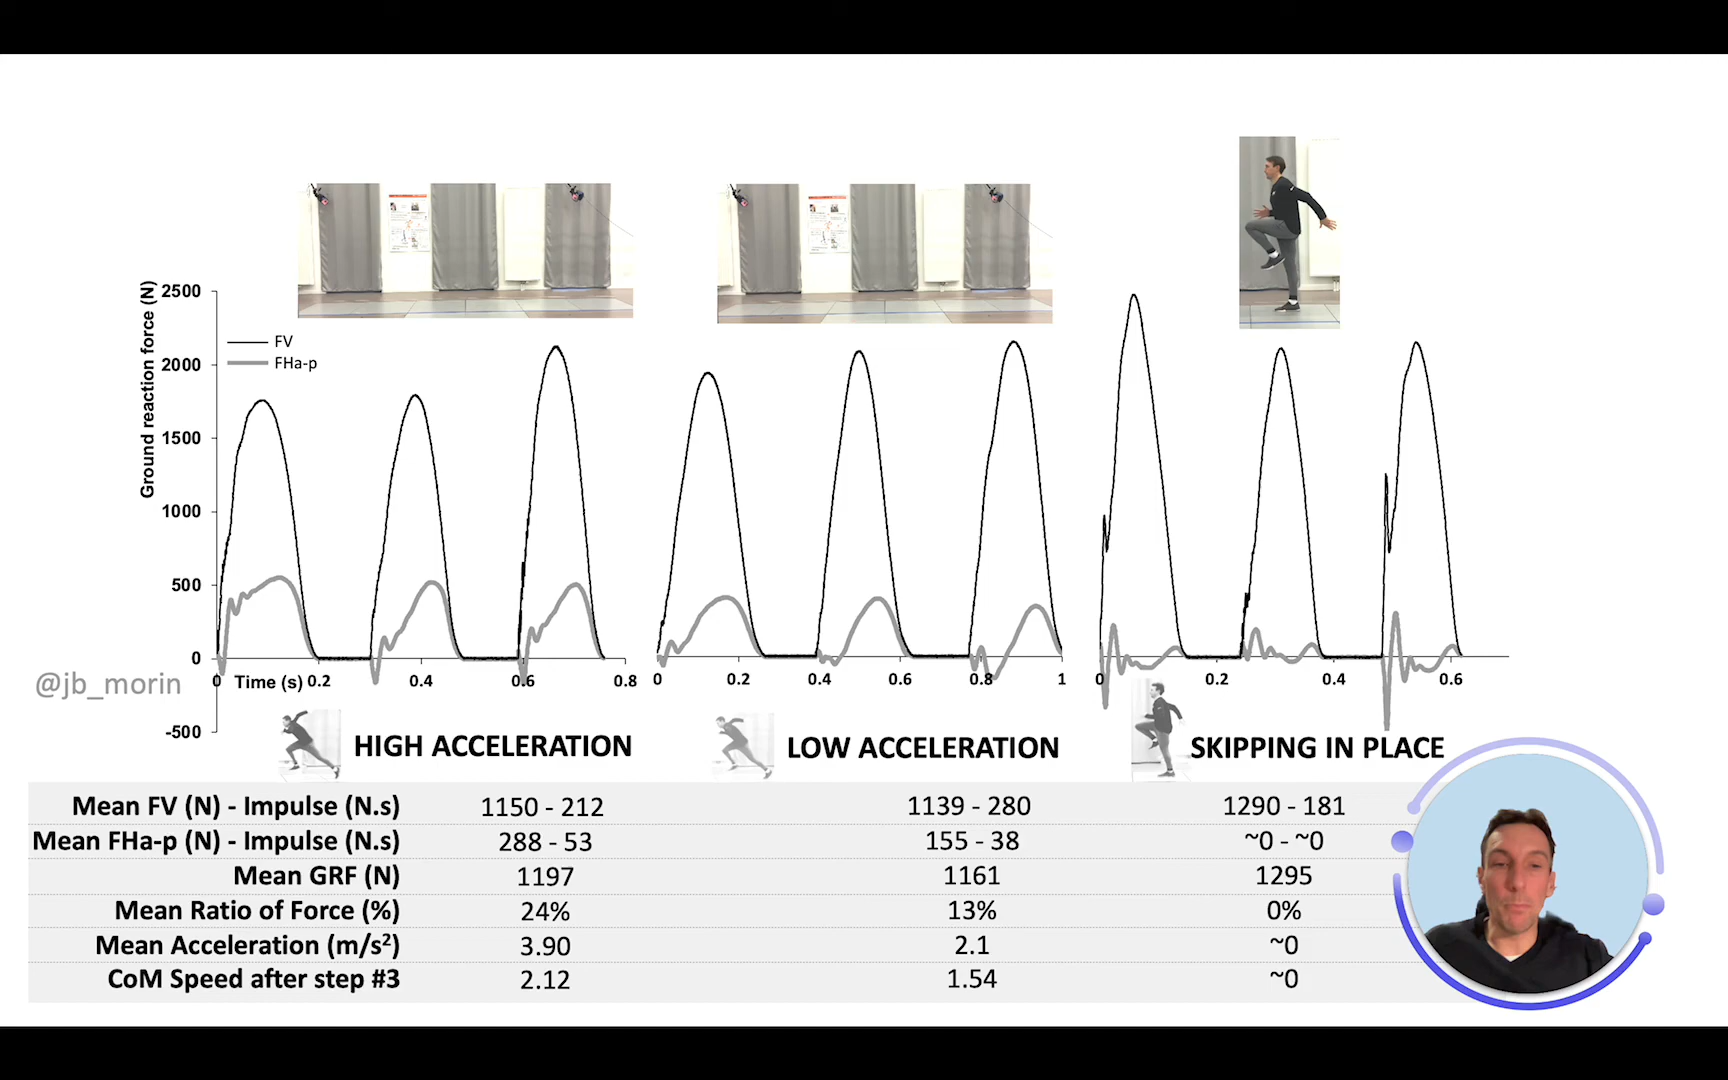 Ground reaction force (N)
2500
2000
1500
1000
500
0
-500
FV
FHa-p
@jb_morin
0 Time (s) 0.2 0.4 0.6 0.8
0 0.2 0.4 0.6 0.8 1
0 0.2 0.4 0.6
HIGH ACCELERATION LOW ACCELERATION SKIPPING IN PLACE
Mean FV (N) - Impulse (N.s) 1150 - 212 1139 - 280 1290 - 181
Mean FHa-p (N) - Impulse (N.s) 288 - 53 155 - 38 ~0 - ~0
Mean GRF (N) 1197 1161 1295
Mean Ratio of Force (%) 24% 13% 0%
Mean Acceleration (m/s²) 3.90 2.1 ~0
CoM Speed after step #3 2.12 1.54 ~0